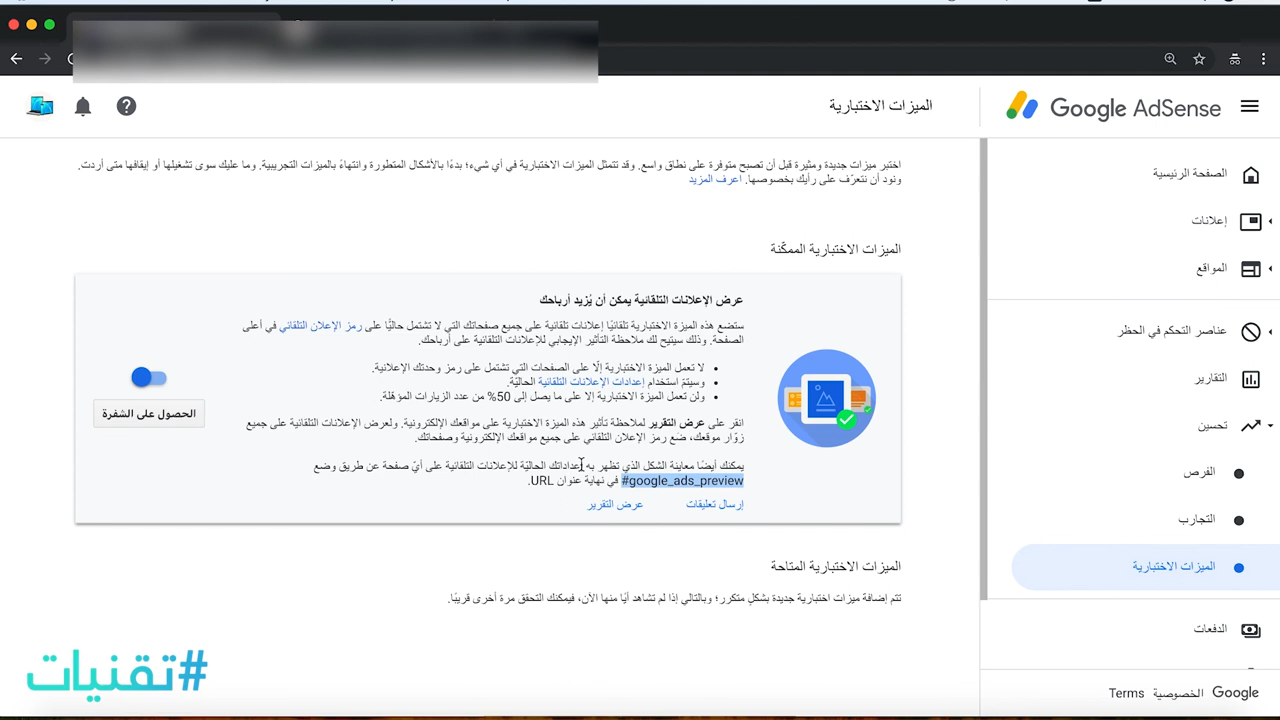 Google AdSense
الميزات الاختبارية
الصفحة الرئيسية
إعلانات
المواقع
عناصر التحكم في الحظر
التقارير
تحسين
الفرص
التجارب
الميزات الاختبارية
الدفعات
Google الخصوصية Terms
اختبر ميزات جديدة ومثيرة قبل أن تصبح متوفرة على نطاق واسع. وقد تتمثل الميزات الاختبارية في أي شيء؛ بدءًا بالأشكال المتطورة وانتهاءً بالميزات التجريبية. وما عليك سوى تشغيلها أو إيقافها متى أردت.
ونود أن نتعرّف على رأيك بخصوصها. اعرف المزيد
الميزات الاختبارية الممكّنة
عرض الإعلانات التلقائية يمكن أن يُزيد أرباحك
ستضع هذه الميزة الاختبارية تلقائيًا إعلانات تلقائية على جميع صفحاتك التي لا تشتمل حاليًا على رمز الإعلان التلقائي في أعلى
الصفحة. وذلك سيتيح لك ملاحظة التأثير الإيجابي للإعلانات التلقائية على أرباحك.
• لا تعمل الميزة الاختبارية إلّا على الصفحات التي تشتمل على رمز وحدتك الإعلانية.
• وسيتمّ استخدام إعدادات الإعلانات التلقائية الحاليّة.
• ولن تعمل الميزة الاختبارية إلا على ما يصل إلى 50% من عدد الزيارات المؤهّلة.
انقر على عرض التقرير لملاحظة تأثير هذه الميزة الاختبارية على مواقعك الإلكترونية. ولعرض الإعلانات التلقائية على جميع
زوّار موقعك، ضع رمز الإعلان التلقائي على جميع مواقعك الإلكترونية وصفحاتك.
يمكنك أيضًا معاينة الشكل الذي تظهر به إعداداتك الحاليّة للإعلانات التلقائية على أيّ صفحة عن طريق وضع
#google_ads_preview في نهاية عنوان URL.
إرسال تعليقات
عرض التقرير
الحصول على الشفرة
الميزات الاختبارية المتاحة
تتم إضافة ميزات اختبارية جديدة بشكلٍ متكرر؛ وبالتالي إذا لم تشاهد أيًا منها الآن، فيمكنك التحقق مرة أخرى قريبًا.
#تقنيات